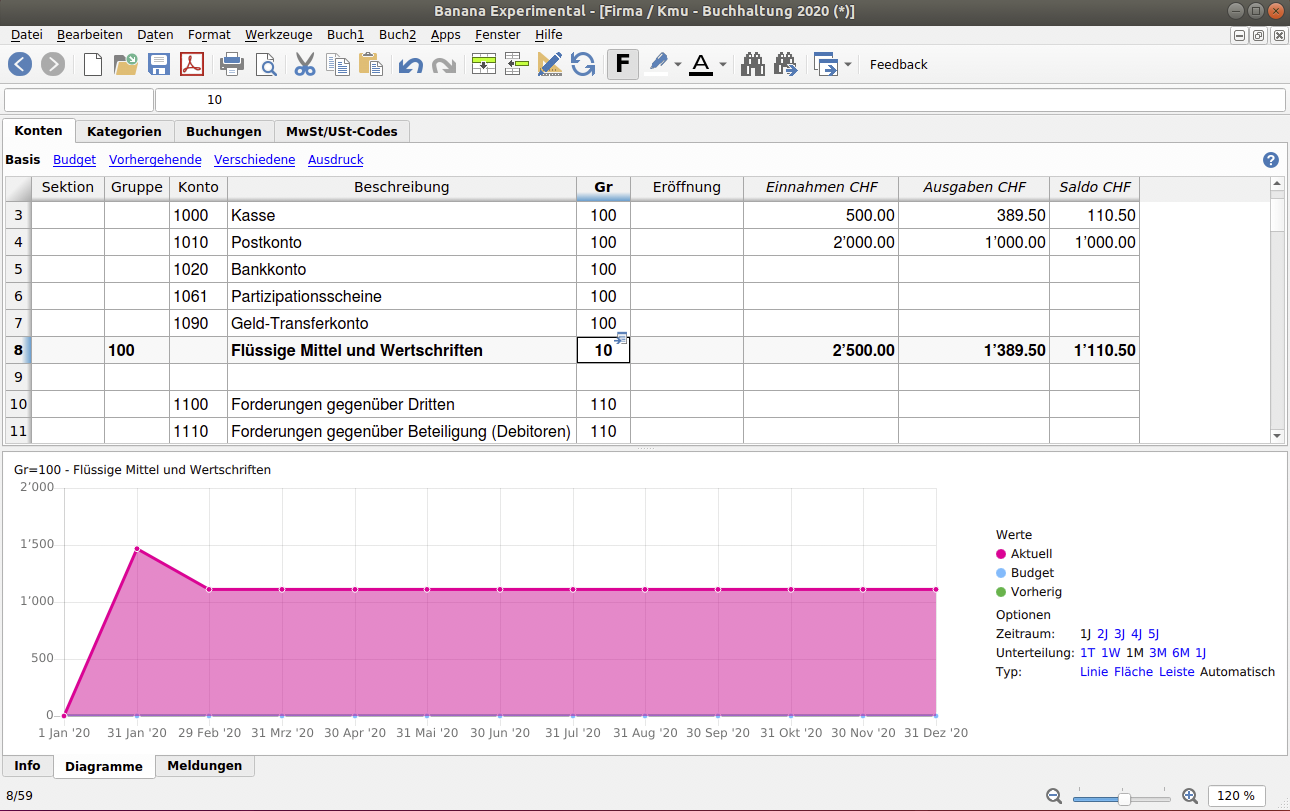 Banana Experimental - [Firma / Kmu - Buchhaltung 2020 (*)]
Datei Bearbeiten Daten Format Werkzeuge Buch1 Buch2 Apps Fenster Hilfe
F A Feedback
10
Konten Kategorien Buchungen MwSt/USt-Codes
Basis Budget Vorhergehende Verschiedene Ausdruck ?
Sektion Gruppe Konto Beschreibung Gr Eröffnung Einnahmen CHF Ausgaben CHF Saldo CHF
3 1000 Kasse 100 500.00 389.50 110.50
4 1010 Postkonto 100 2’000.00 1’000.00 1’000.00
5 1020 Bankkonto 100
6 1061 Partizipationsscheine 100
7 1090 Geld-Transferkonto 100
8 100 Flüssige Mittel und Wertschriften 10 2’500.00 1’389.50 1’110.50
9
10 1100 Forderungen gegenüber Dritten 110
11 1110 Forderungen gegenüber Beteiligung (Debitoren) 110
Gr=100 - Flüssige Mittel und Wertschriften
2’000
1’500
1’000
500
0
1 Jan '20 31 Jan '20 29 Feb '20 31 Mrz '20 30 Apr '20 31 Mai '20 30 Jun '20 31 Jul '20 31 Aug '20 30 Sep '20 31 Okt '20 30 Nov '20 31 Dez '20
Werte
Aktuell
Budget
Vorherig
Optionen
Zeitraum: 1J 2J 3J 4J 5J
Unterteilung: 1T 1W 1M 3M 6M 1J
Typ: Linie Fläche Leiste Automatisch
Info Diagramme Meldungen
8/59 120 %